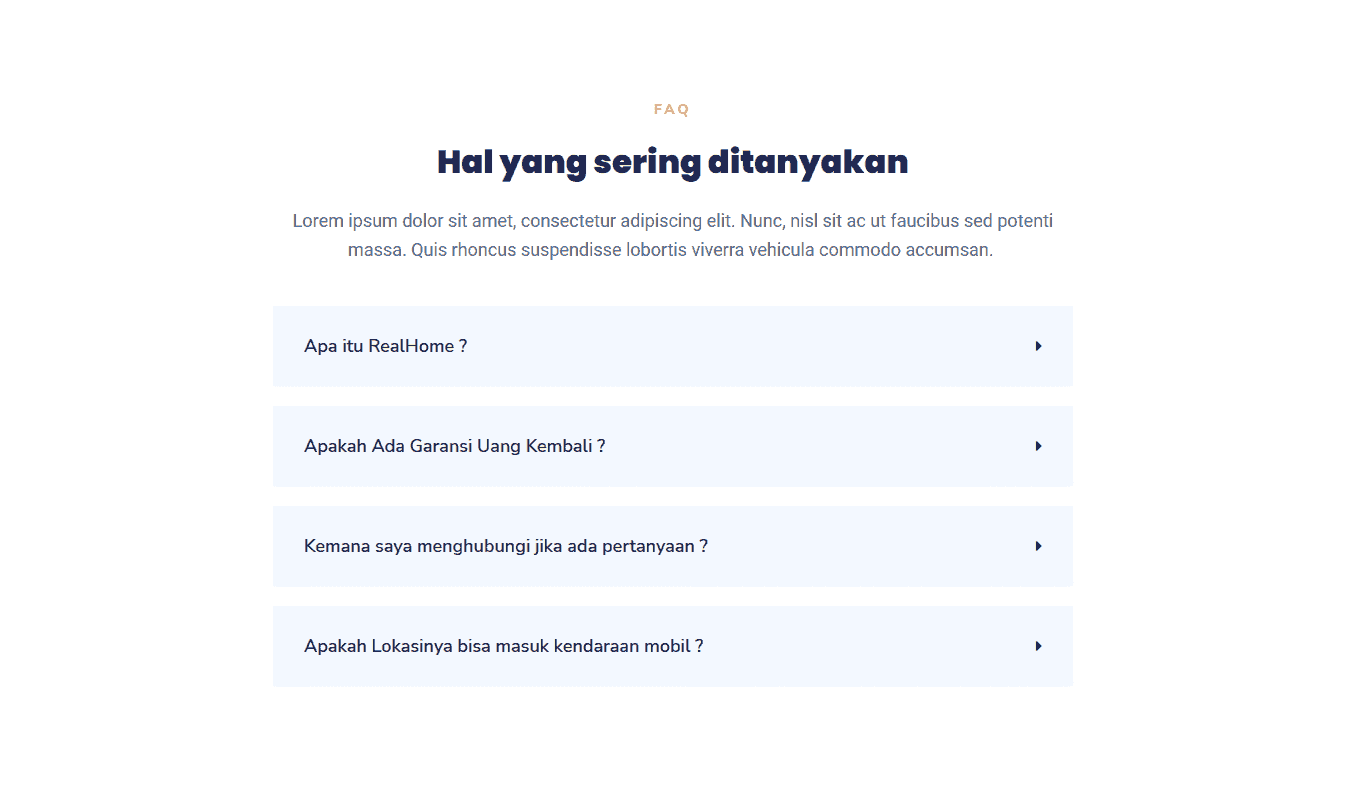 FAQ
Hal yang sering ditanyakan
Lorem ipsum dolor sit amet, consectetur adipiscing elit. Nunc, nisl sit ac ut faucibus sed potenti
massa. Quis rhoncus suspendisse lobortis viverra vehicula commodo accumsan.
Apa itu RealHome ?
Apakah Ada Garansi Uang Kembali ?
Kemana saya menghubungi jika ada pertanyaan ?
Apakah Lokasinya bisa masuk kendaraan mobil ?